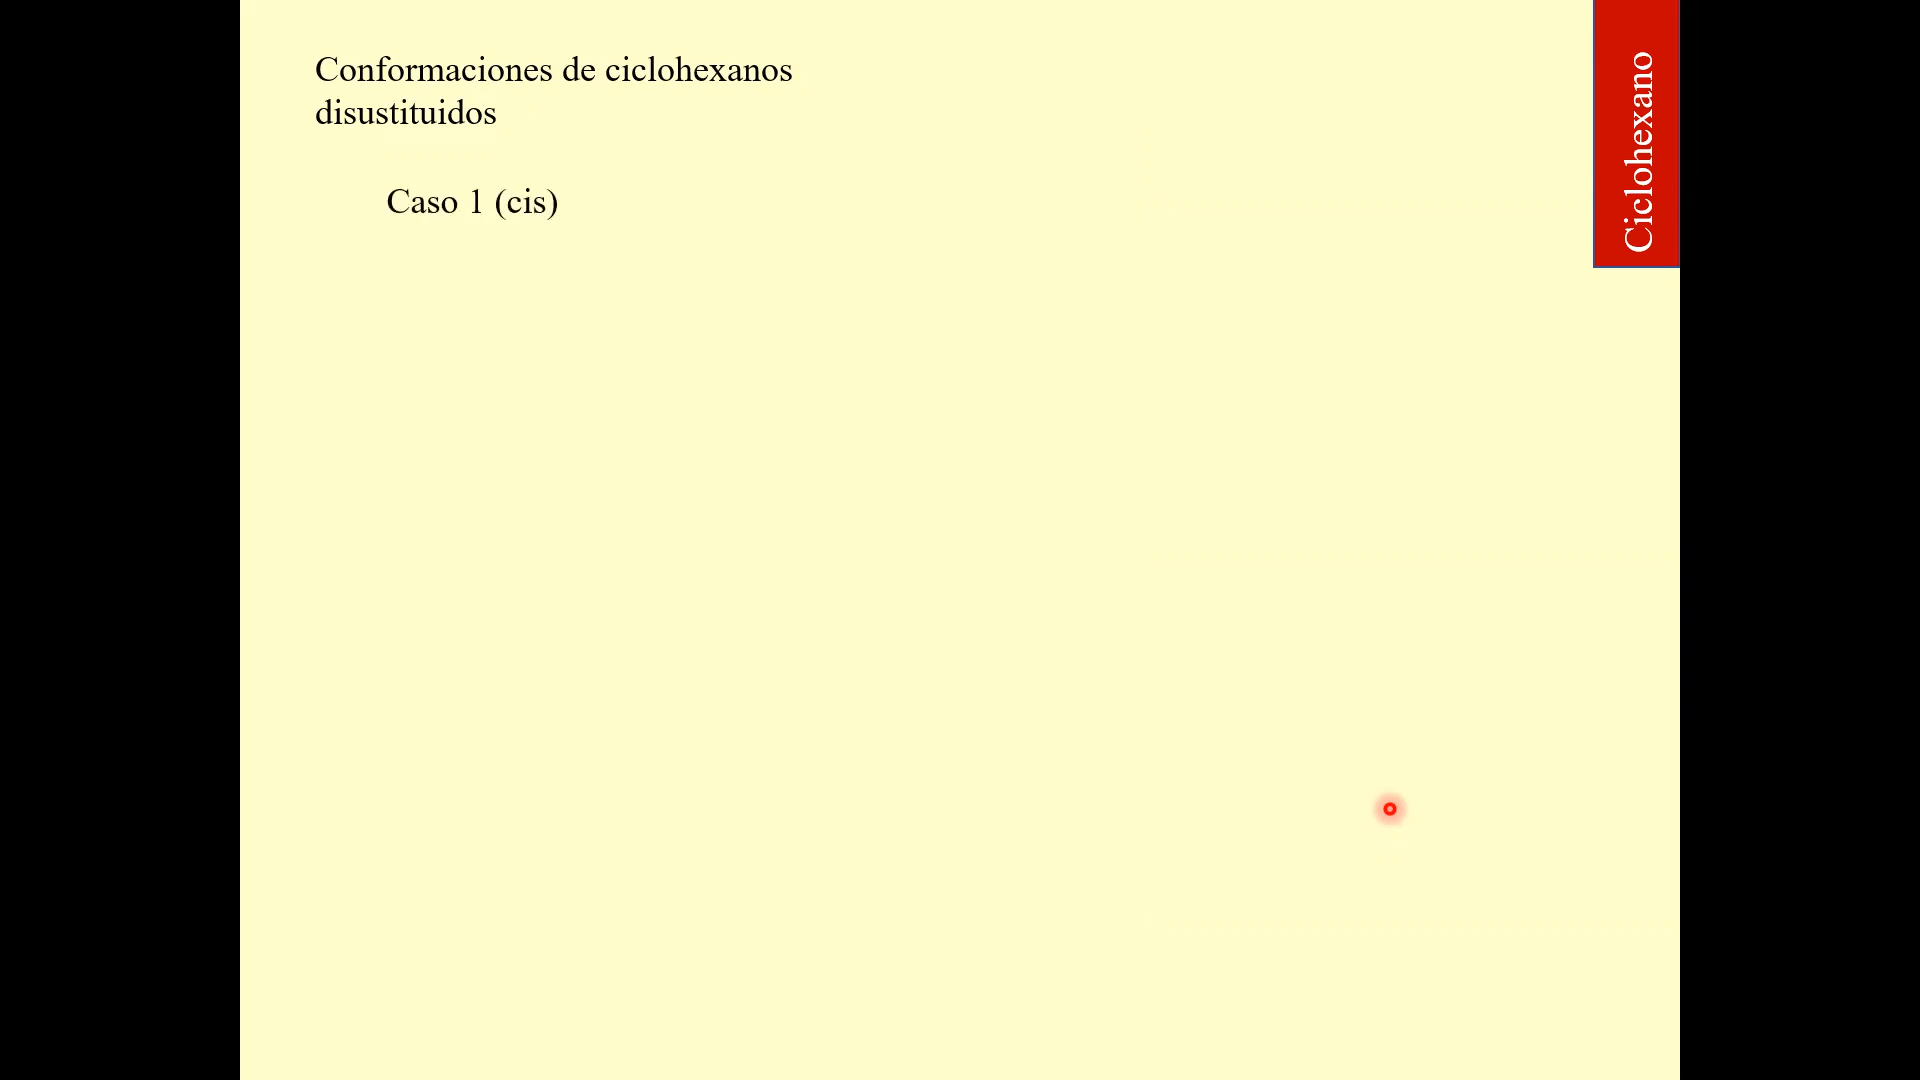 Conformaciones de ciclohexanos
disustituidos
Caso 1 (cis)
Ciclohexano